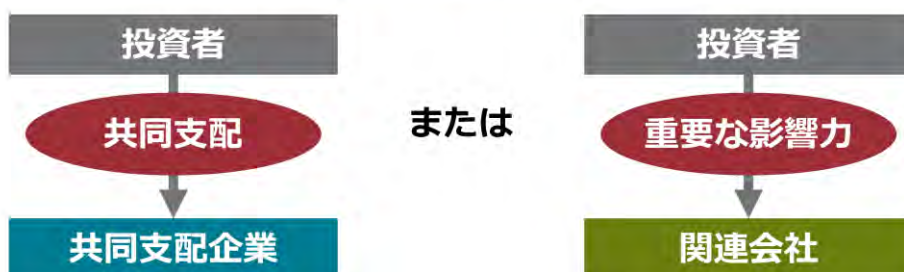 投資者
共同支配
共同支配企業
または
投資者
重要な影響力
関連会社